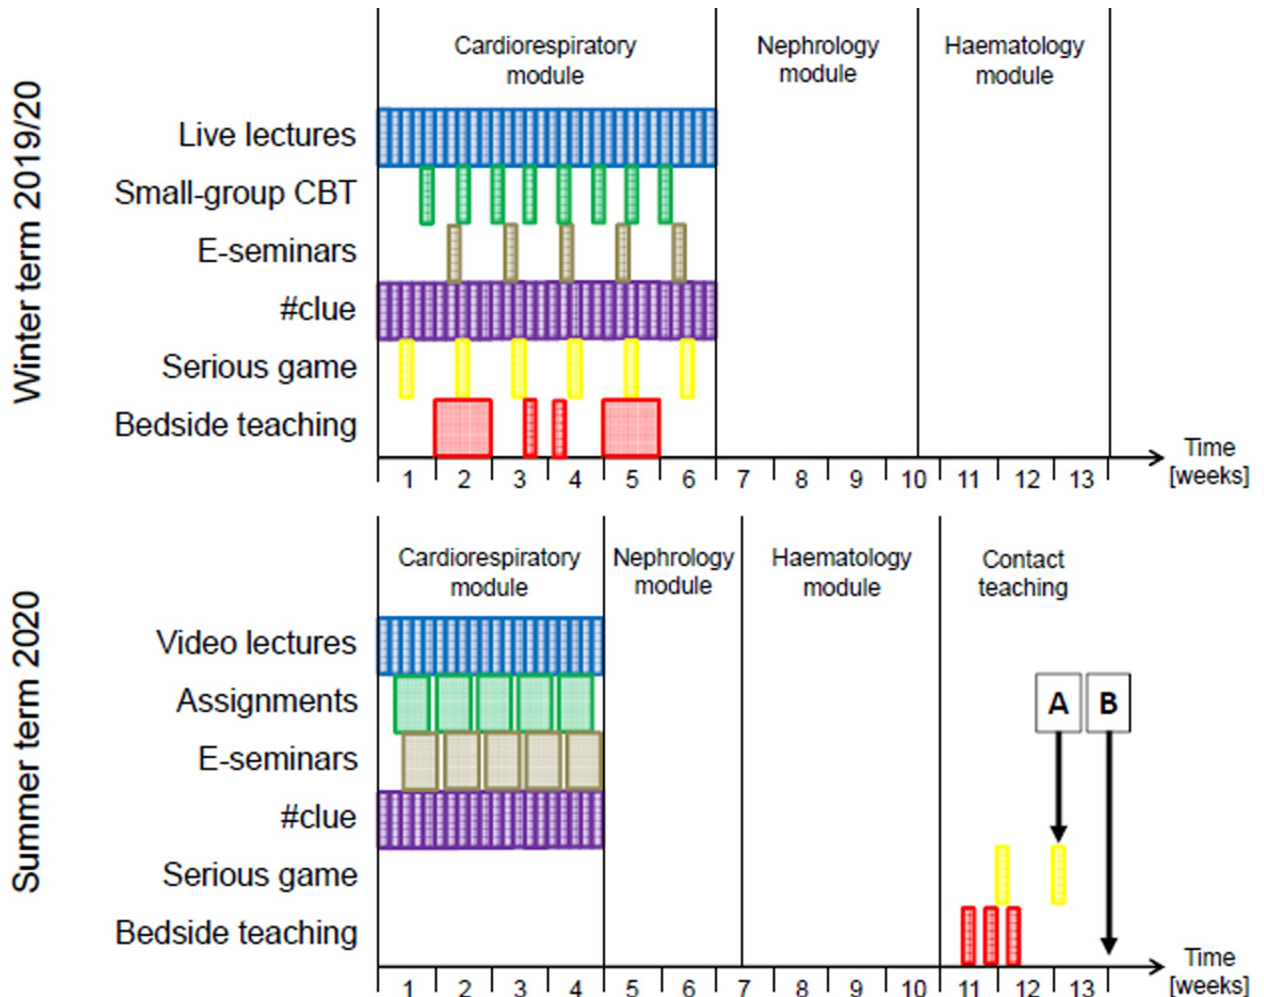 Winter term 2019/20
Cardiorespiratory
module
Nephrology
module
Haematology
module
Live lectures
Small-group CBT
E-seminars
#clue
Serious game
Bedside teaching
Time
[weeks]
1 2 3 4 5 6 7 8 9 10 11 12 13
Summer term 2020
Cardiorespiratory
module
Nephrology
module
Haematology
module
Contact
teaching
Video lectures
Assignments
A B
E-seminars
#clue
Serious game
Bedside teaching
Time
[weeks]
1 2 3 4 5 6 7 8 9 10 11 12 13